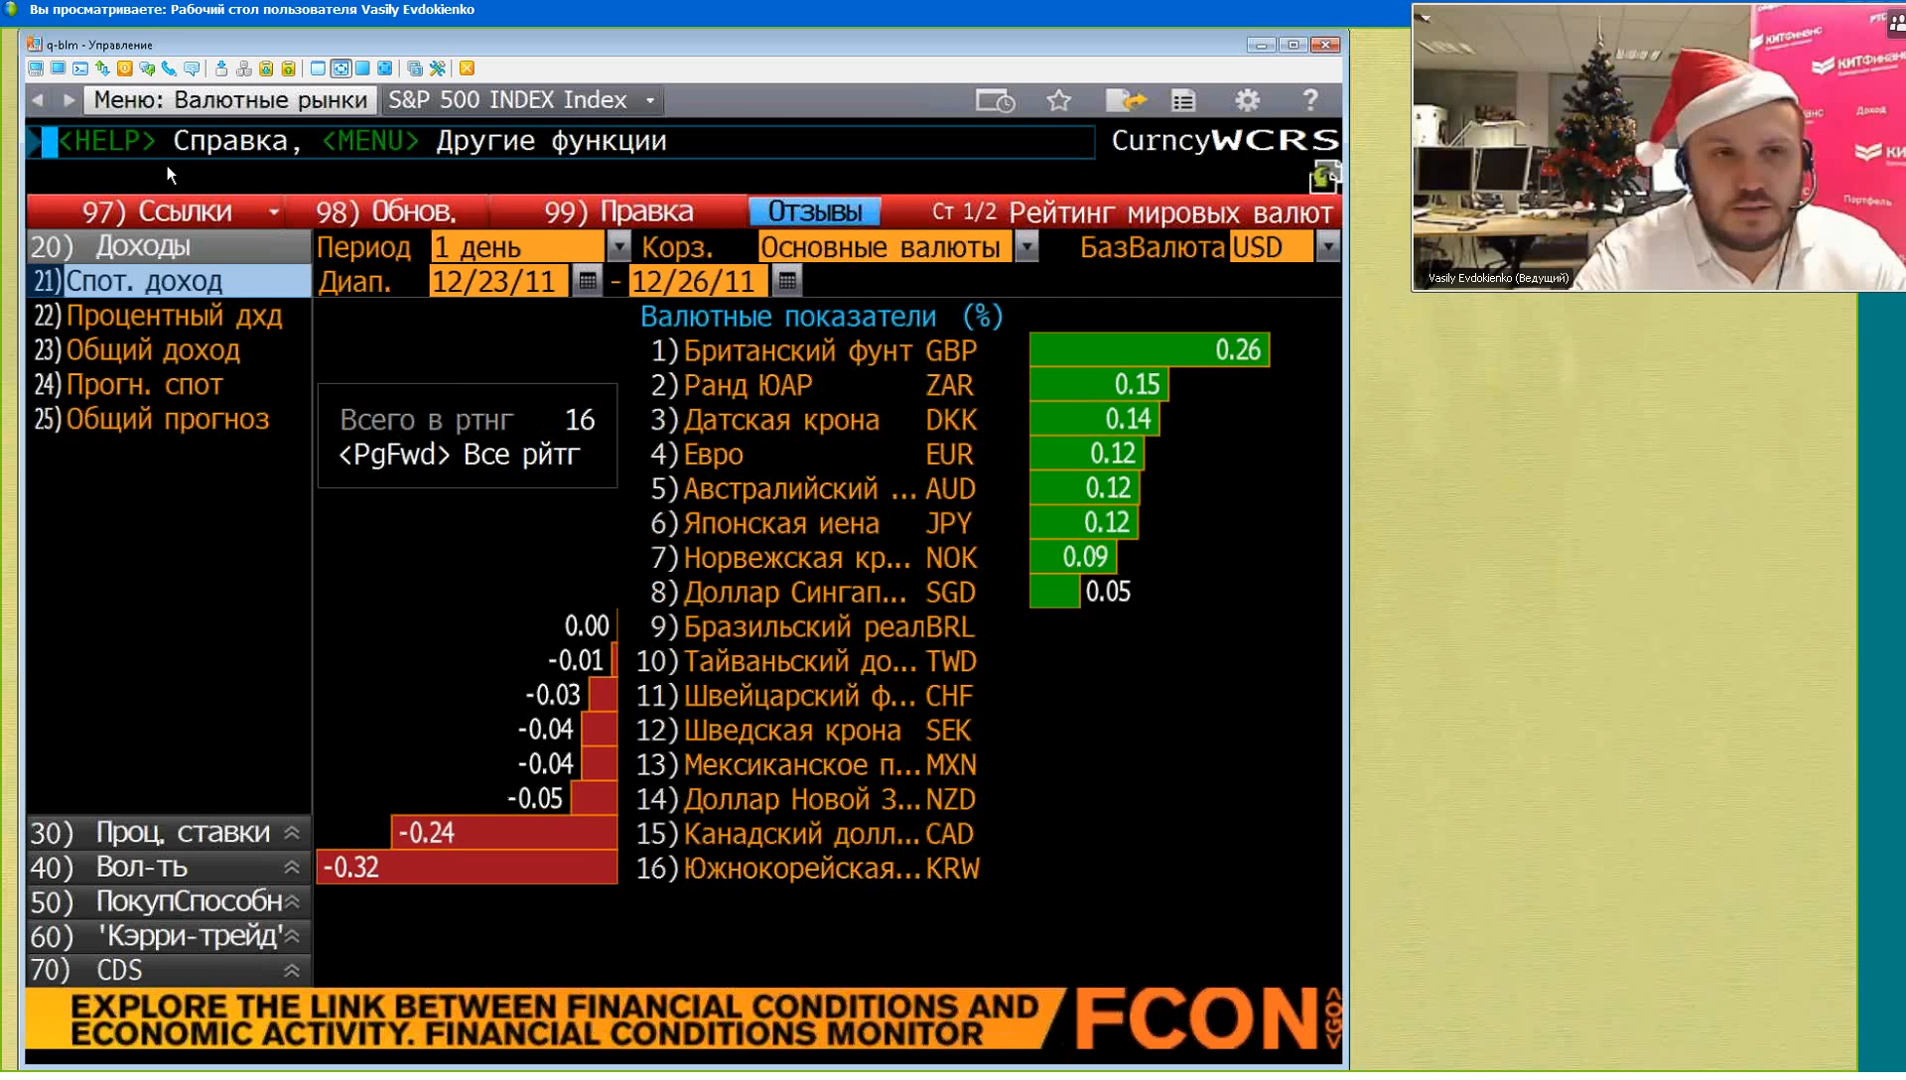 Вы просматриваете: Рабочий стол пользователя Vasily Evdokienko
q-blm - Управление
Меню: Валютные рынки S&P 500 INDEX Index
<HELP> Справка, <MENU> Другие функции CurncyWCRS
97) Ссылки 98) Обнов. 99) Правка Отзывы Ст 1/2 Рейтинг мировых валют
20) Доходы Период 1 день Корз. Основные валюты БазВалюта USD
21) Спот. доход Диап. 12/23/11 - 12/26/11
22) Процентный дхд Валютные показатели (%)
23) Общий доход 1) Британский фунт GBP 0.26
24) Прогн. спот 2) Ранд ЮАР ZAR 0.15
25) Общий прогноз Всего в ртнг 16 3) Датская крона DKK 0.14
<PgFwd> Все рйтг 4) Евро EUR 0.12
5) Австралийский ... AUD 0.12
6) Японская иена JPY 0.12
7) Норвежская кр... NOK 0.09
8) Доллар Сингап... SGD 0.05
0.00 9) Бразильский реал BRL
-0.01 10) Тайваньский до... TWD
-0.03 11) Швейцарский ф... CHF
-0.04 12) Шведская крона SEK
-0.04 13) Мексиканское п... MXN
-0.05 14) Доллар Новой З... NZD
30) Проц. ставки -0.24 15) Канадский долл... CAD
40) Вол-ть -0.32 16) Южнокорейская... KRW
50) ПокупСпособн
60) 'Кэрри-трейд'
70) CDS
EXPLORE THE LINK BETWEEN FINANCIAL CONDITIONS AND
ECONOMIC ACTIVITY. FINANCIAL CONDITIONS MONITOR
FCON
<GO>
КИТФинанс
КИТФинанс
Доход
Портфель
Vasily Evdokienko (Ведущий)